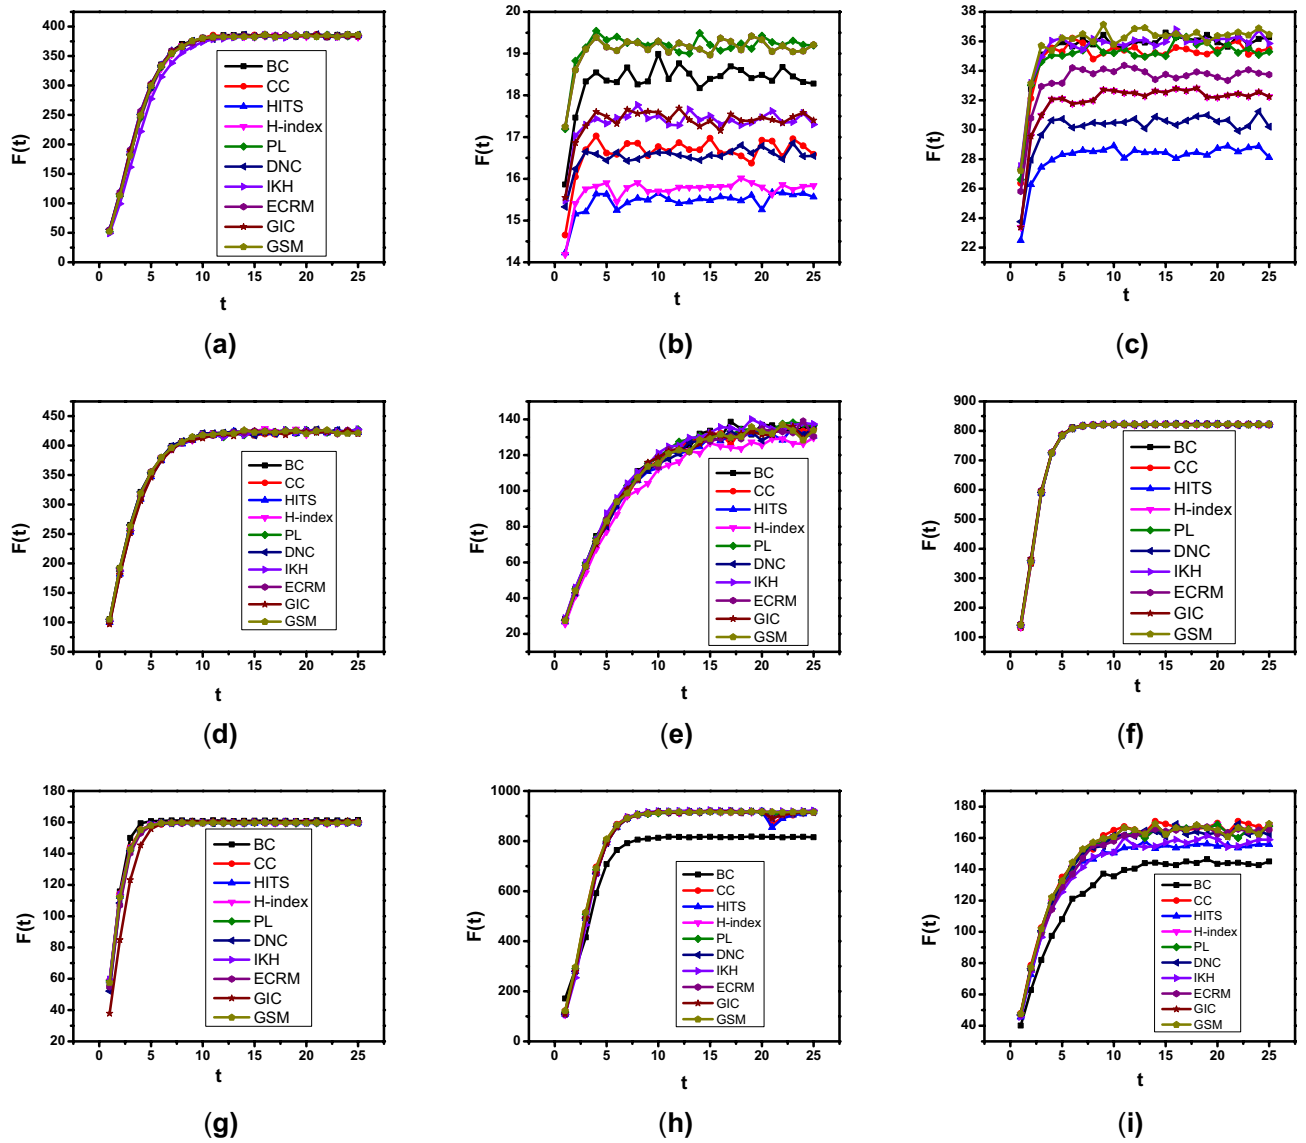 F(t)
400
350
300
250
200
150
100
50
0
0 5 10 15 20 25
t
BC
CC
HITS
H-index
PL
DNC
IKH
ECRM
GIC
GSM
(a)
F(t)
20
19
18
17
16
15
14
0 5 10 15 20 25
t
(b)
F(t)
38
36
34
32
30
28
26
24
22
0 5 10 15 20 25
t
(c)
F(t)
450
425
400
375
350
325
300
275
250
225
200
175
150
125
100
75
50
0 5 10 15 20 25
t
BC
CC
HITS
H-index
PL
DNC
IKH
ECRM
GIC
GSM
(d)
F(t)
140
120
100
80
60
40
20
0 5 10 15 20 25
t
BC
CC
HITS
H-index
PL
DNC
IKH
ECRM
GIC
GSM
(e)
F(t)
900
800
700
600
500
400
300
200
100
0 5 10 15 20 25
t
BC
CC
HITS
H-index
PL
DNC
IKH
ECRM
GIC
GSM
(f)
F(t)
180
160
140
120
100
80
60
40
20
0 5 10 15 20 25
t
BC
CC
HITS
H-index
PL
DNC
IKH
ECRM
GIC
GSM
(g)
F(t)
1000
800
600
400
200
0
0 5 10 15 20 25
t
BC
CC
HITS
H-index
PL
DNC
IKH
ECRM
GIC
GSM
(h)
F(t)
180
160
140
120
100
80
60
40
0 5 10 15 20 25
t
BC
CC
HITS
H-index
PL
DNC
IKH
ECRM
GIC
GSM
(i)